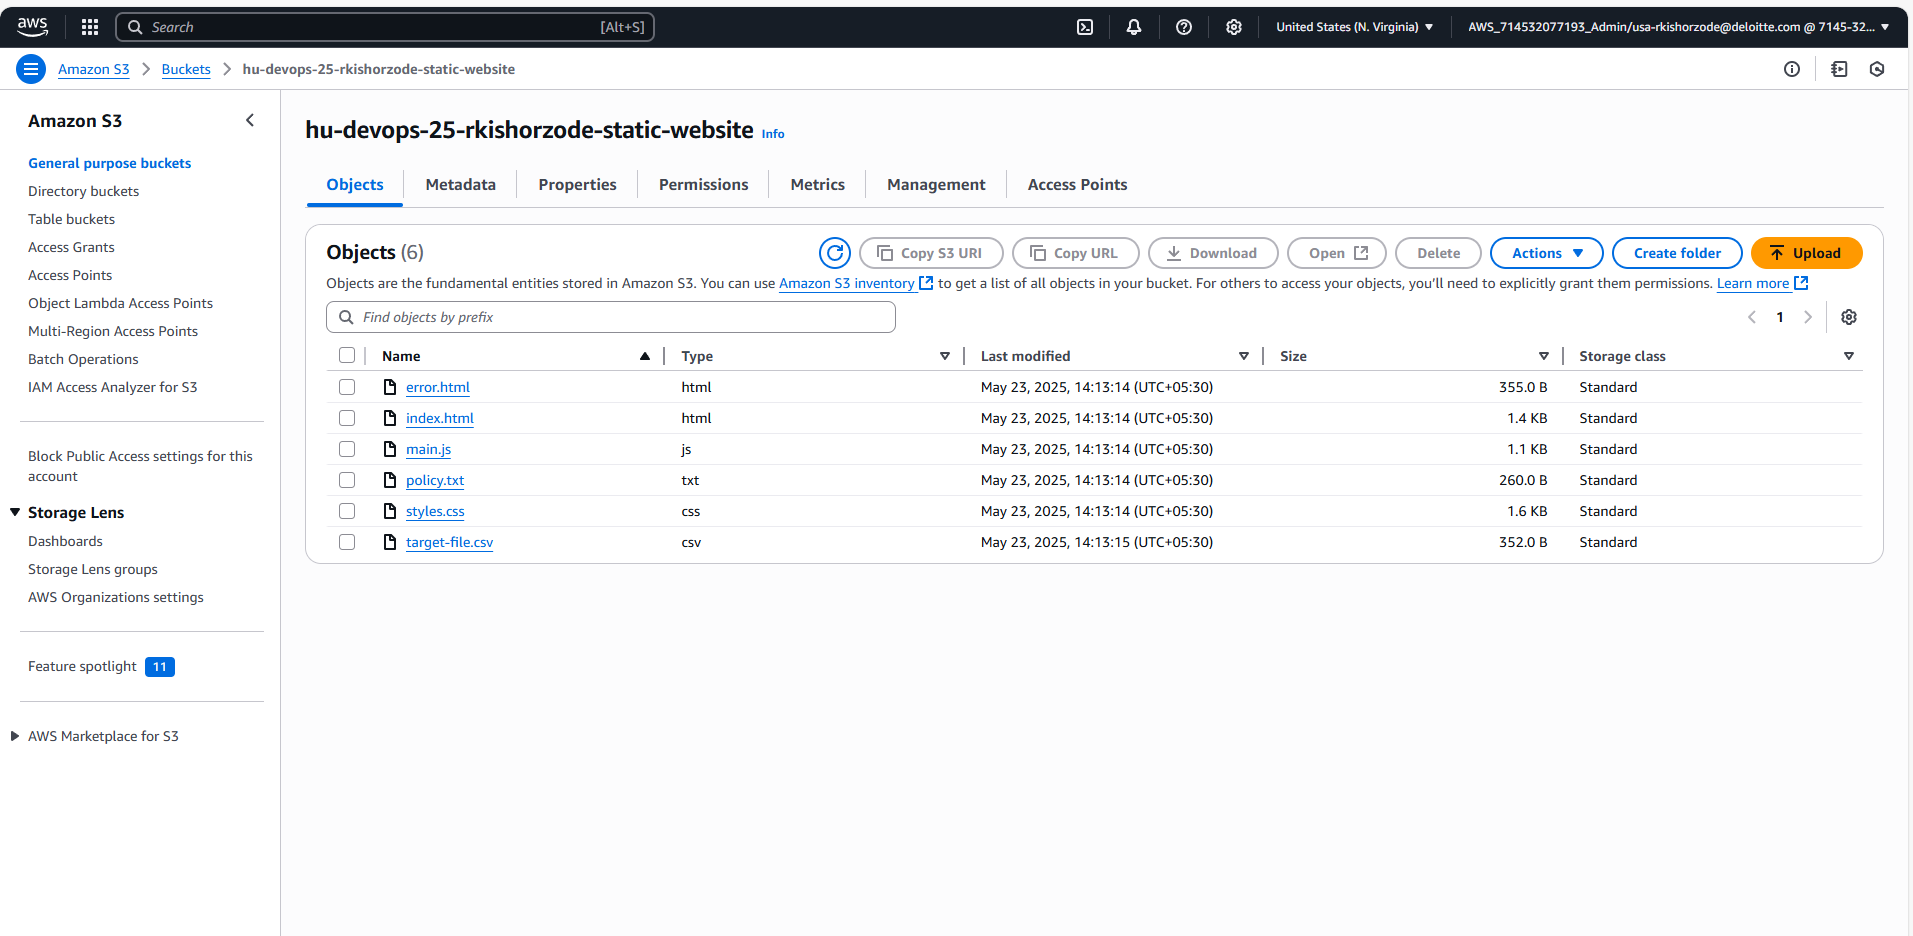 aws
Search [Alt+S] United States (N. Virginia) AWS_714532077193_Admin/usa-rkishorzode@deloitte.com @ 7145-32...
Amazon S3 Buckets hu-devops-25-rkishorzode-static-website
Amazon S3
General purpose buckets
Directory buckets
Table buckets
Access Grants
Access Points
Object Lambda Access Points
Multi-Region Access Points
Batch Operations
IAM Access Analyzer for S3
Block Public Access settings for this
account
Storage Lens
Dashboards
Storage Lens groups
AWS Organizations settings
Feature spotlight 11
AWS Marketplace for S3
hu-devops-25-rkishorzode-static-website Info
Objects Metadata Properties Permissions Metrics Management Access Points
Objects (6) Copy S3 URI Copy URL Download Open Delete Actions Create folder Upload
Objects are the fundamental entities stored in Amazon S3. You can use Amazon S3 inventory to get a list of all objects in your bucket. For others to access your objects, you'll need to explicitly grant them permissions. Learn more
Find objects by prefix 1
Name Type Last modified Size Storage class
error.html html May 23, 2025, 14:13:14 (UTC+05:30) 355.0 B Standard
index.html html May 23, 2025, 14:13:14 (UTC+05:30) 1.4 KB Standard
main.js js May 23, 2025, 14:13:14 (UTC+05:30) 1.1 KB Standard
policy.txt txt May 23, 2025, 14:13:14 (UTC+05:30) 260.0 B Standard
styles.css css May 23, 2025, 14:13:14 (UTC+05:30) 1.6 KB Standard
target-file.csv csv May 23, 2025, 14:13:15 (UTC+05:30) 352.0 B Standard